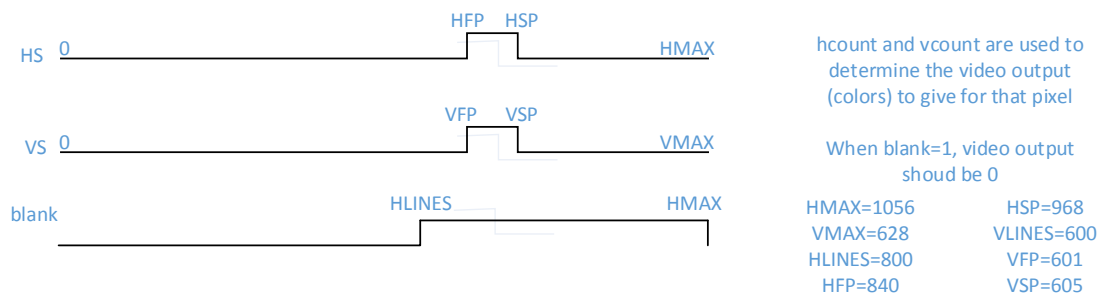 HFP HSP
HS 0 HMAX
VFP VSP
VS 0 VMAX
HLINES HMAX
blank
hcount and vcount are used to
determine the video output
(colors) to give for that pixel
When blank=1, video output
shoud be 0
HMAX=1056 HSP=968
VMAX=628 VLINES=600
HLINES=800 VFP=601
HFP=840 VSP=605